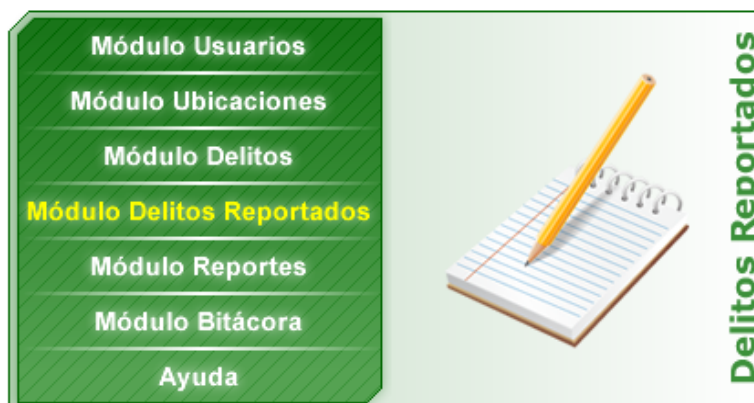 Módulo Usuarios
Módulo Ubicaciones
Módulo Delitos
Módulo Delitos Reportados
Módulo Reportes
Módulo Bitácora
Ayuda
Delitos Reportados